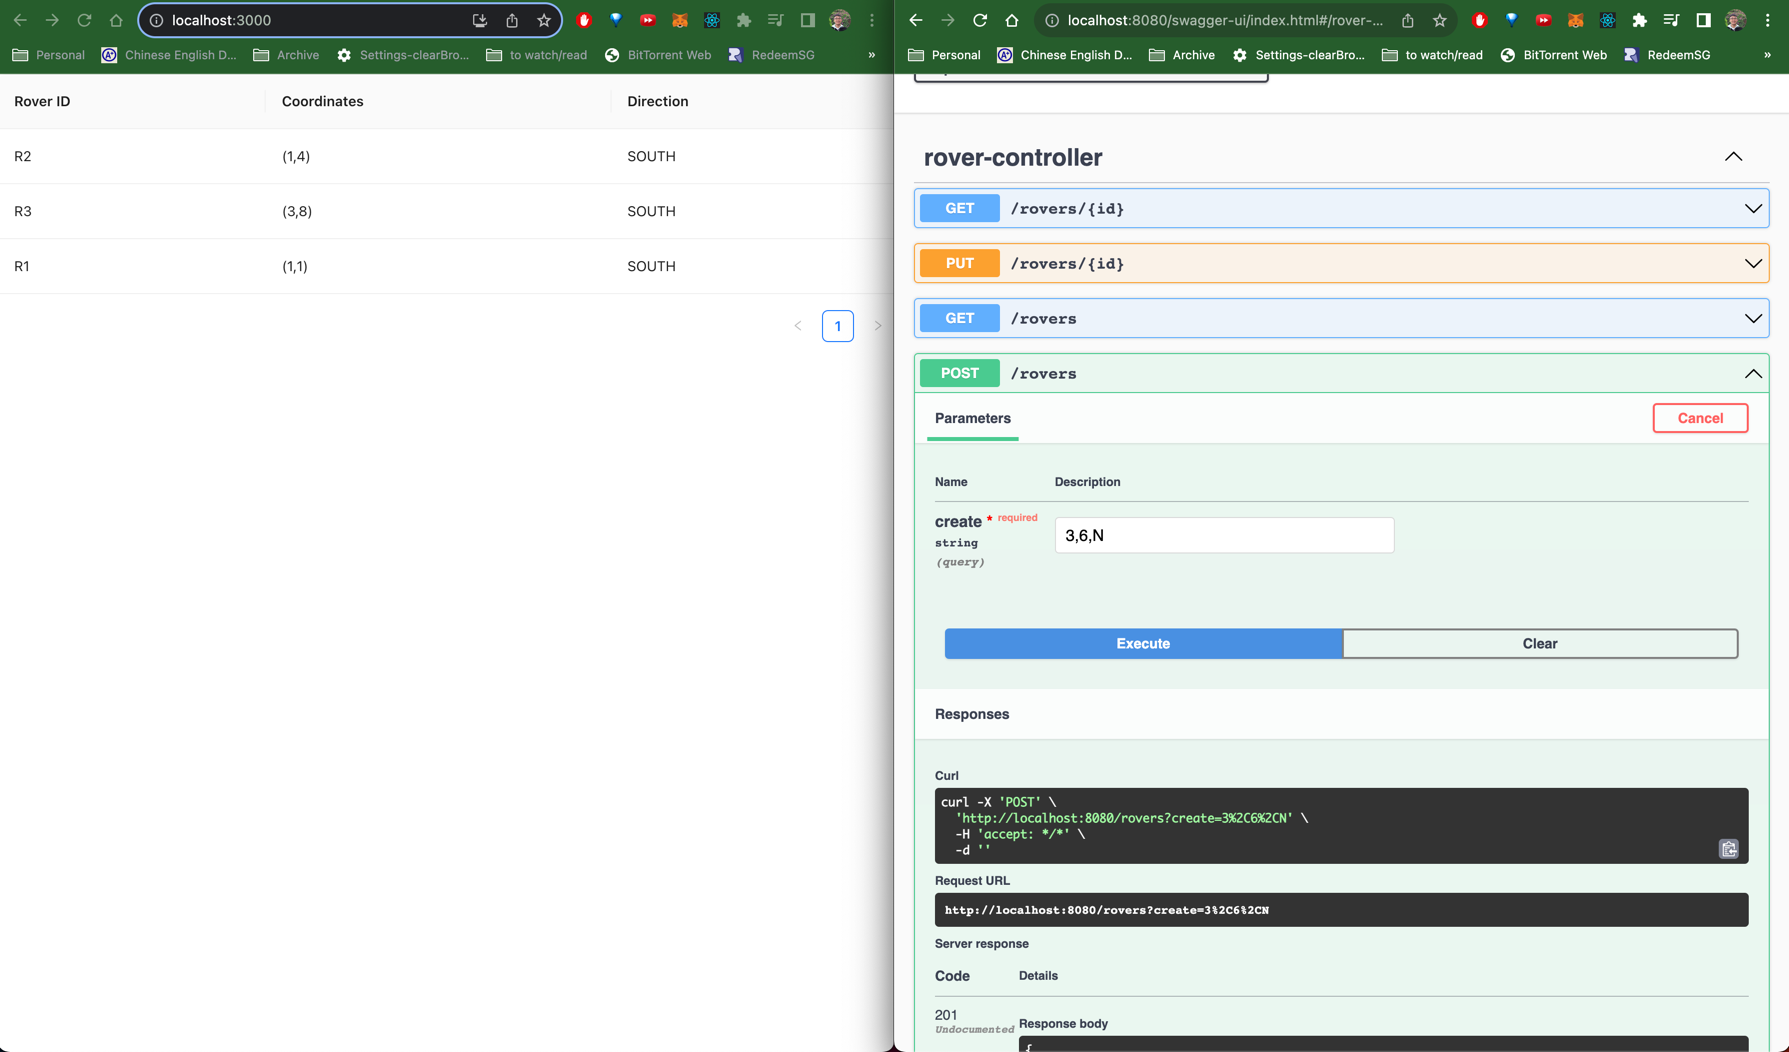 localhost:3000
Personal
Chinese English D...
Archive
Settings-clearBro...
to watch/read
BitTorrent Web
RedeemSG
»
Rover ID Coordinates Direction
R2 (1,4) SOUTH
R3 (3,8) SOUTH
R1 (1,1) SOUTH
< 1 >
localhost:8080/swagger-ui/index.html#/rover-...
Personal
Chinese English D...
Archive
Settings-clearBro...
to watch/read
BitTorrent Web
RedeemSG
»
rover-controller
GET /rovers/{id}
PUT /rovers/{id}
GET /rovers
POST /rovers
Parameters
Cancel
Name Description
create * required
string
(query)
3,6,N
Execute
Clear
Responses
Curl
curl -X 'POST' \
'http://localhost:8080/rovers?create=3%2C6%2CN' \
-H 'accept: */*' \
-d ''
Request URL
http://localhost:8080/rovers?create=3%2C6%2CN
Server response
Code Details
201
Undocumented
Response body
{